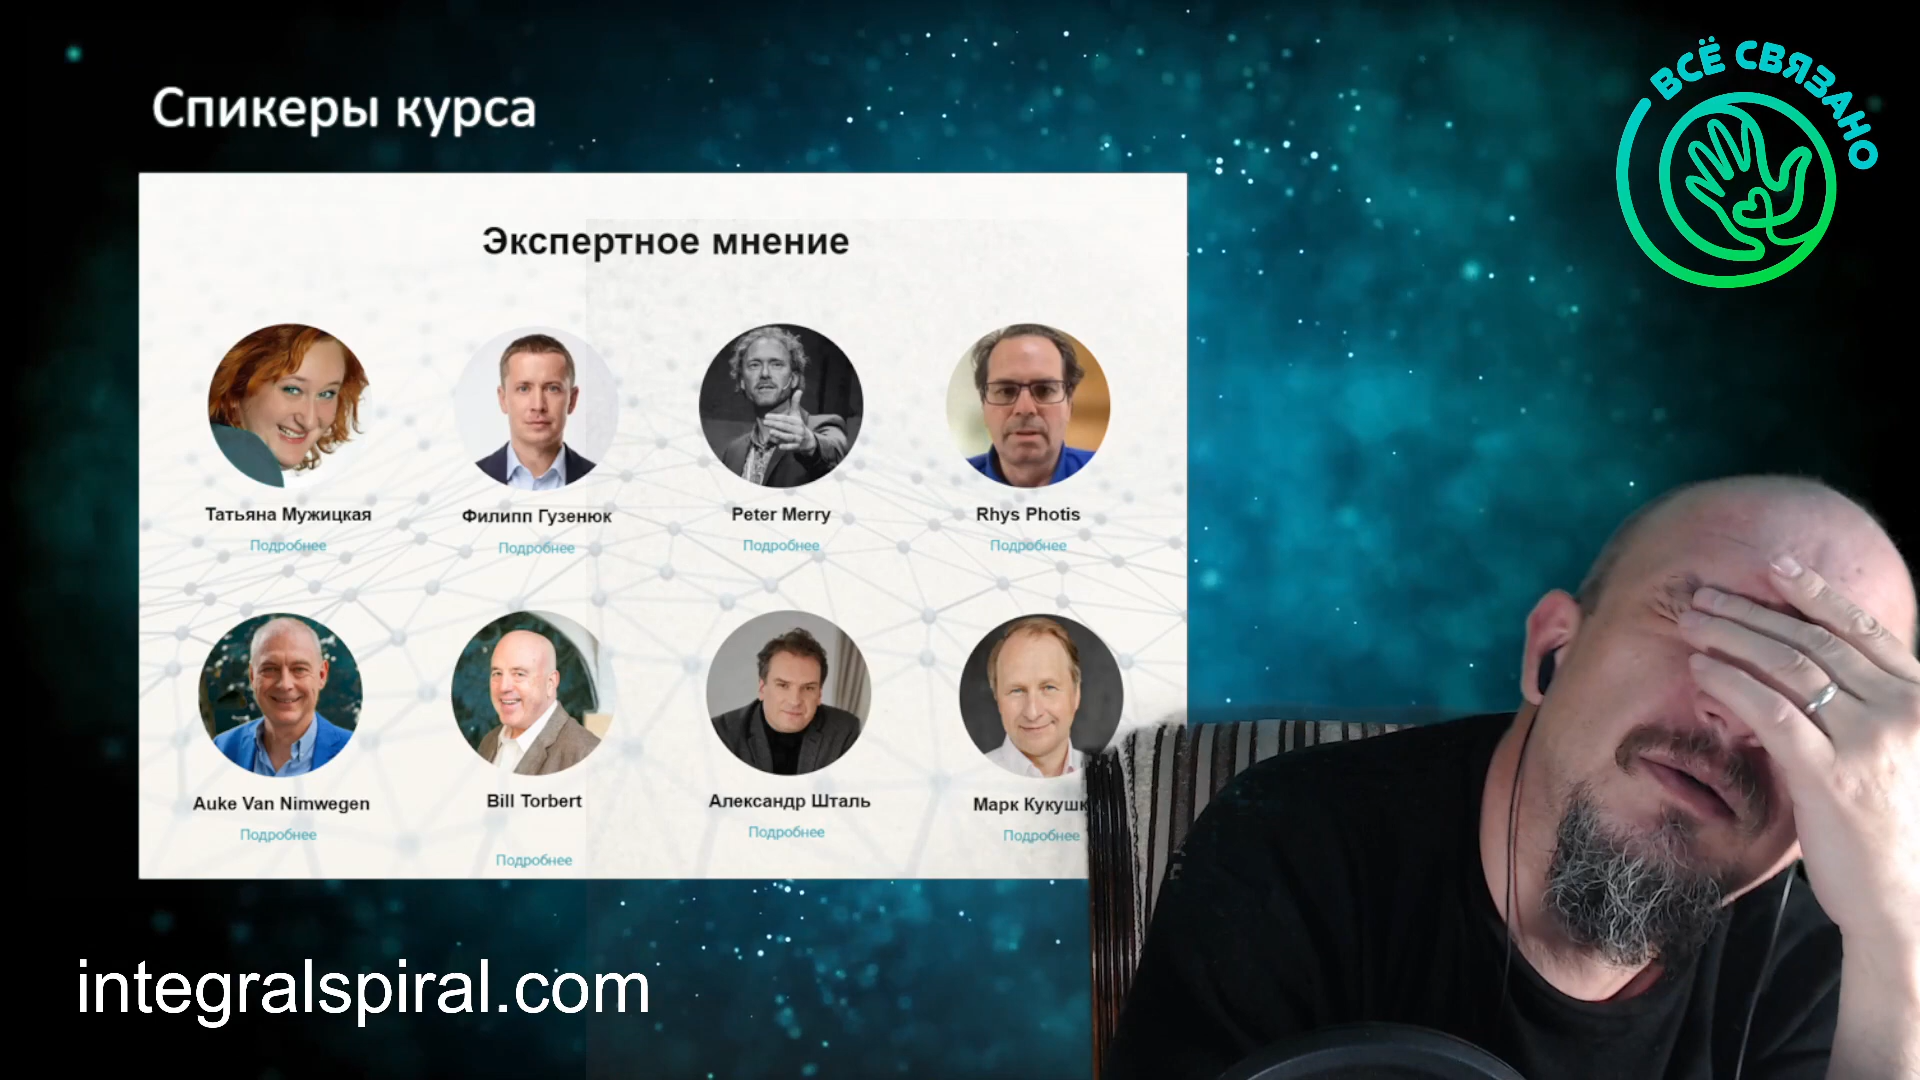 Спикеры курса
ВСЁ СВЯЗАНО
Экспертное мнение
Татьяна Мужицкая
Филипп Гузенюк
Peter Merry
Rhys Photis
Подробнее
Подробнее
Подробнее
Подробнее
Auke Van Nimwegen
Bill Torbert
Александр Шталь
Марк
Подробнее
Подробнее
Подробнее
Подробнее
integralspiral.com